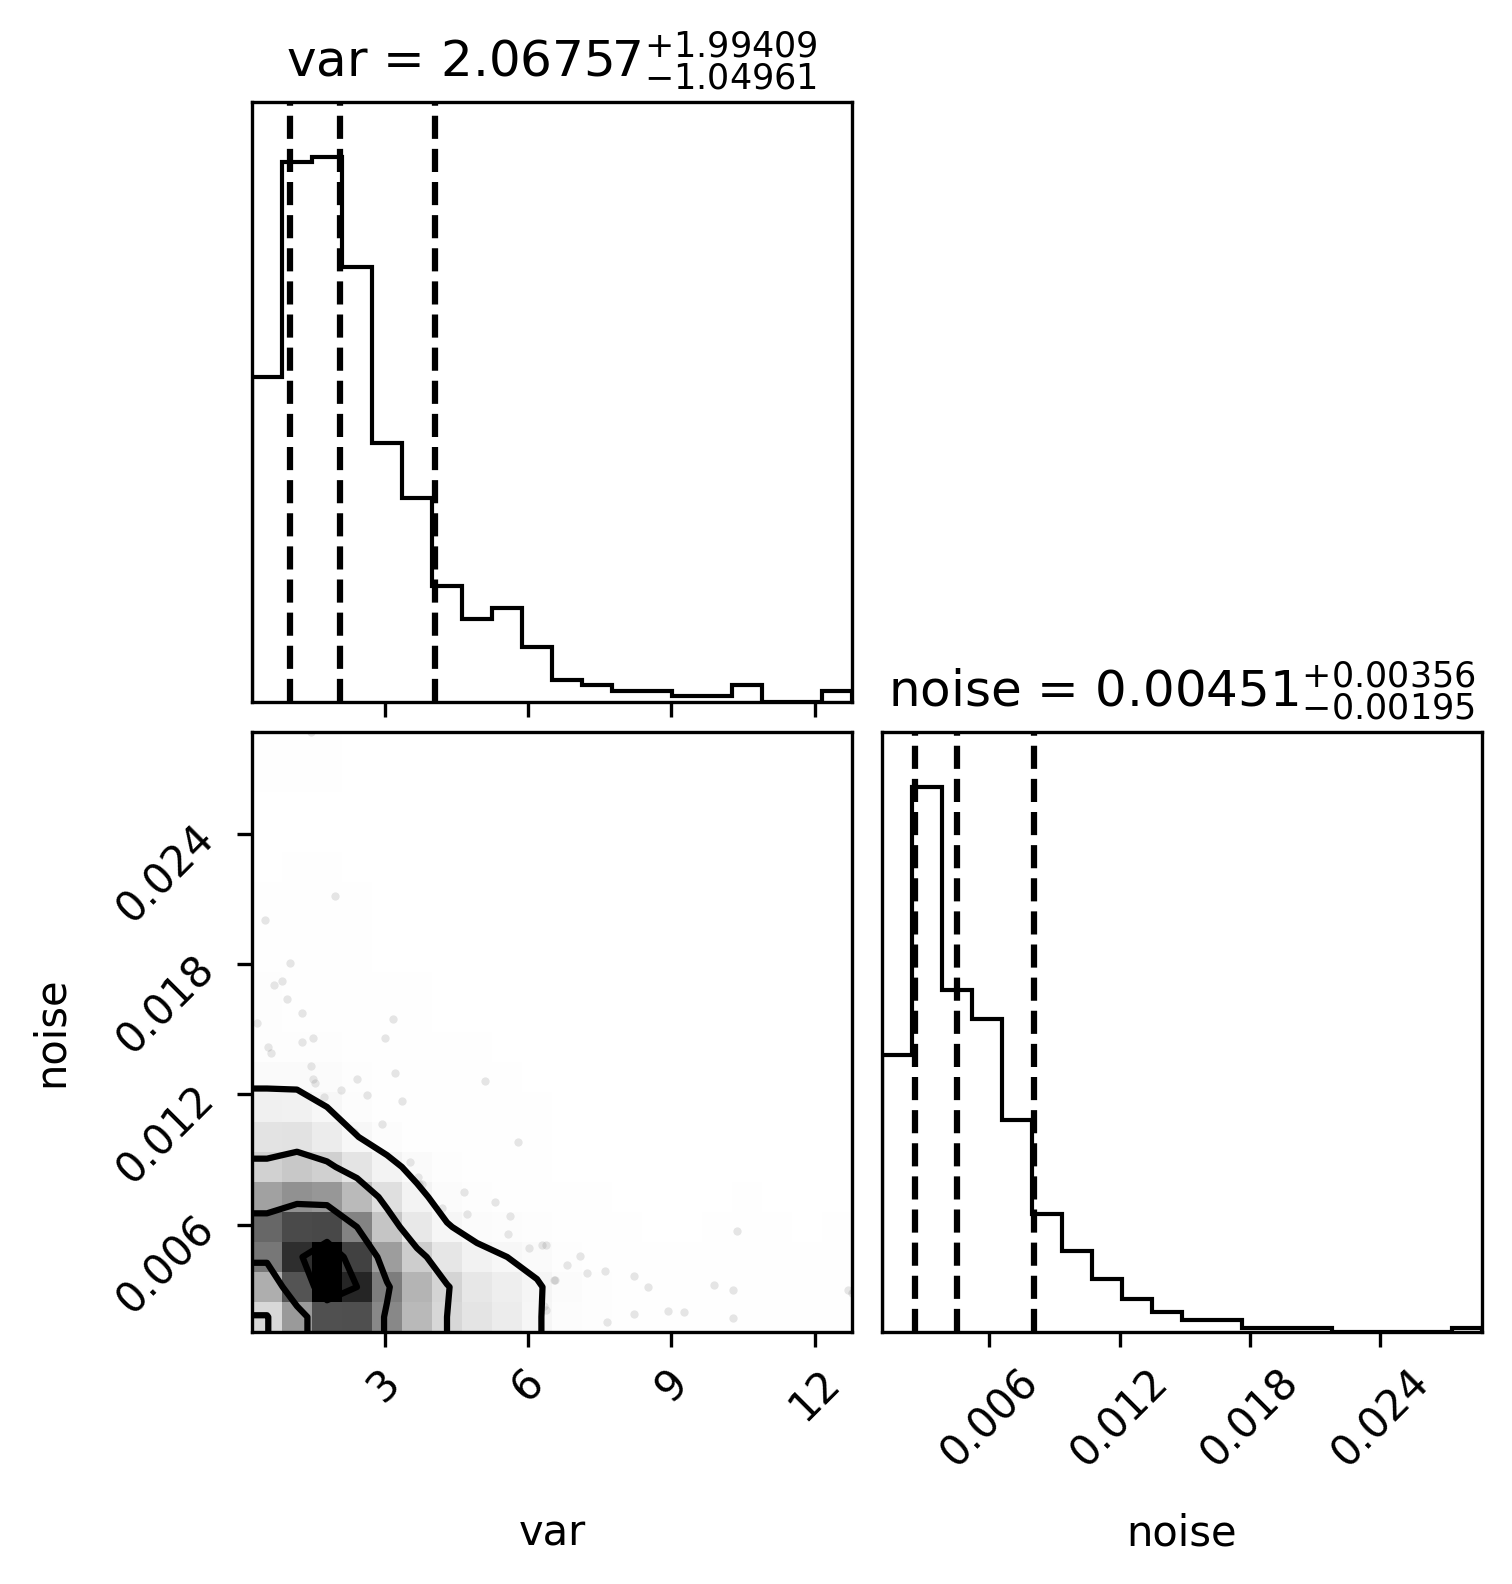 var = 2.06757+1.99409−1.04961
noise = 0.00451+0.00356−0.00195
0.024
0.018
0.012
0.006
noise
3 6 9 12
0.006 0.012 0.018 0.024
var
noise